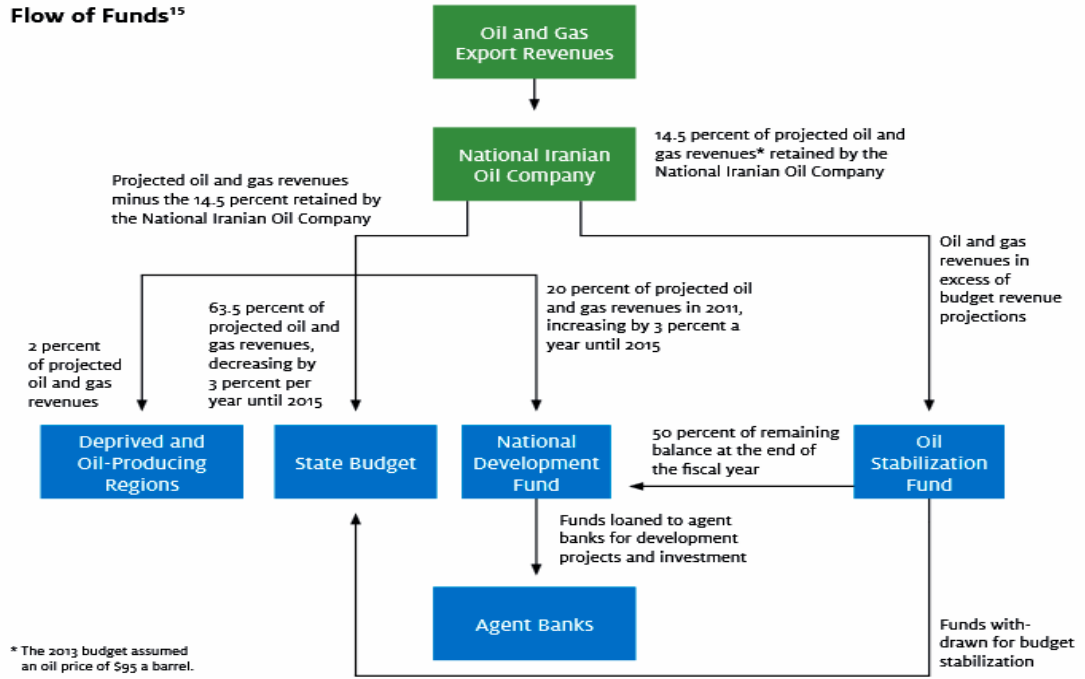 Flow of Funds¹⁵
Oil and Gas
Export Revenues
National Iranian
Oil Company
14.5 percent of projected oil and
gas revenues* retained by the
National Iranian Oil Company
Projected oil and gas revenues
minus the 14.5 percent retained by
the National Iranian Oil Company
Oil and gas
revenues in
excess of
budget revenue
projections
2 percent
of projected
oil and gas
revenues
63.5 percent of
projected oil and
gas revenues,
decreasing by
3 percent per
year until 2015
20 percent of projected oil
and gas revenues in 2011,
increasing by 3 percent a
year until 2015
Deprived and
Oil-Producing
Regions
State Budget
National
Development
Fund
50 percent of remaining
balance at the end of
the fiscal year
Oil
Stabilization
Fund
Funds loaned to agent
banks for development
projects and investment
Agent Banks
Funds with-
drawn for budget
stabilization
* The 2013 budget assumed
an oil price of $95 a barrel.